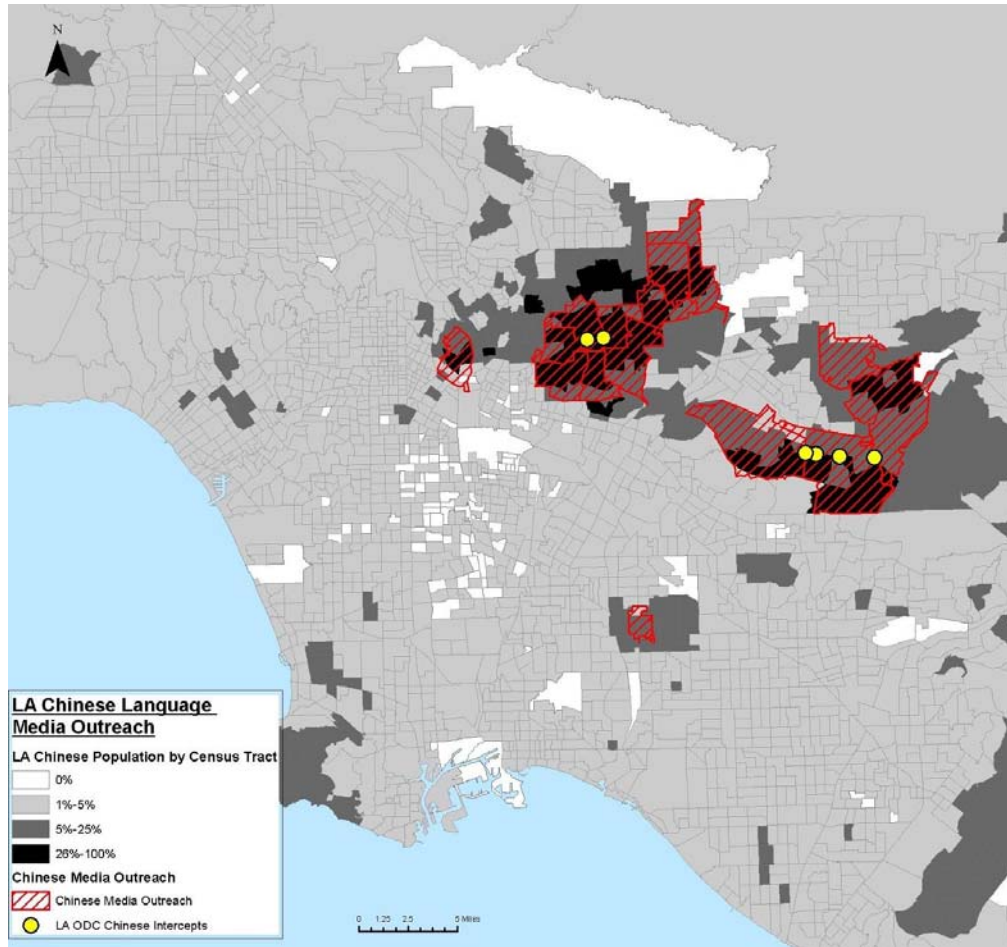 N
LA Chinese Language
Media Outreach
LA Chinese Population by Census Tract
0%
1%-5%
5%-25%
26%-100%
Chinese Media Outreach
Chinese Media Outreach
LA ODC Chinese Intercepts
0 1.25 2.5 5 Miles